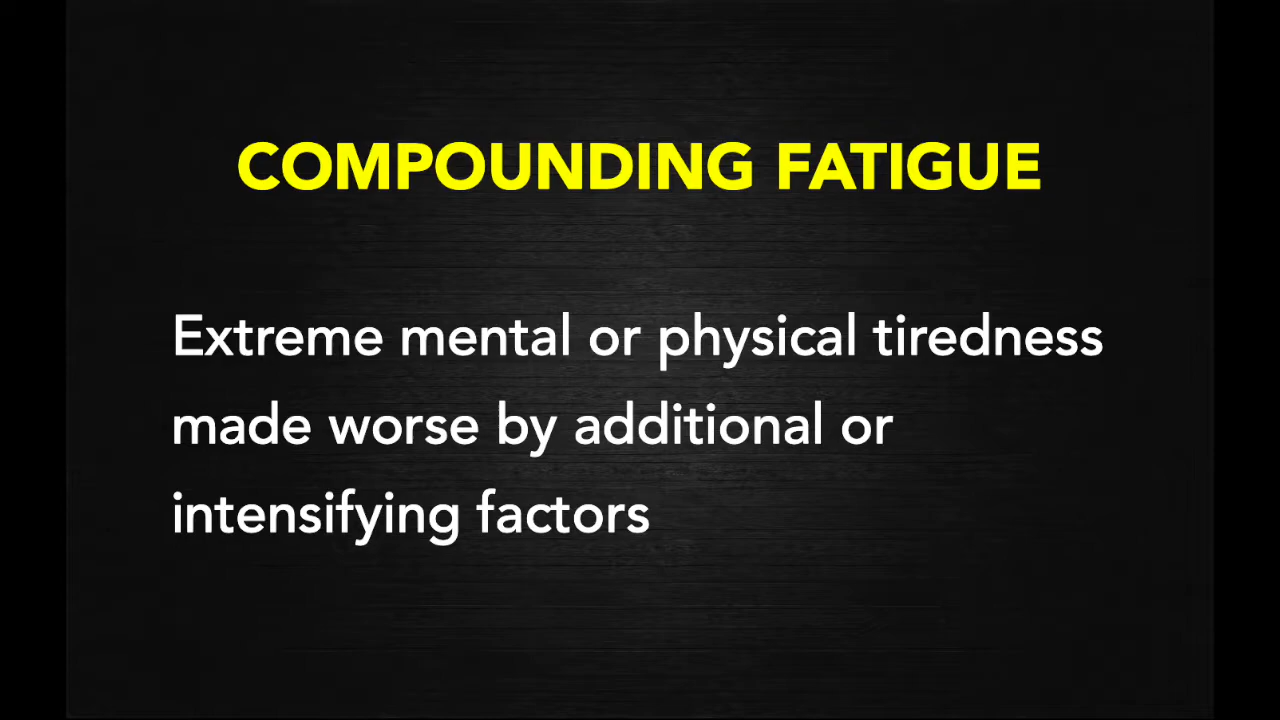 COMPOUNDING FATIGUE
Extreme mental or physical tiredness
made worse by additional or
intensifying factors